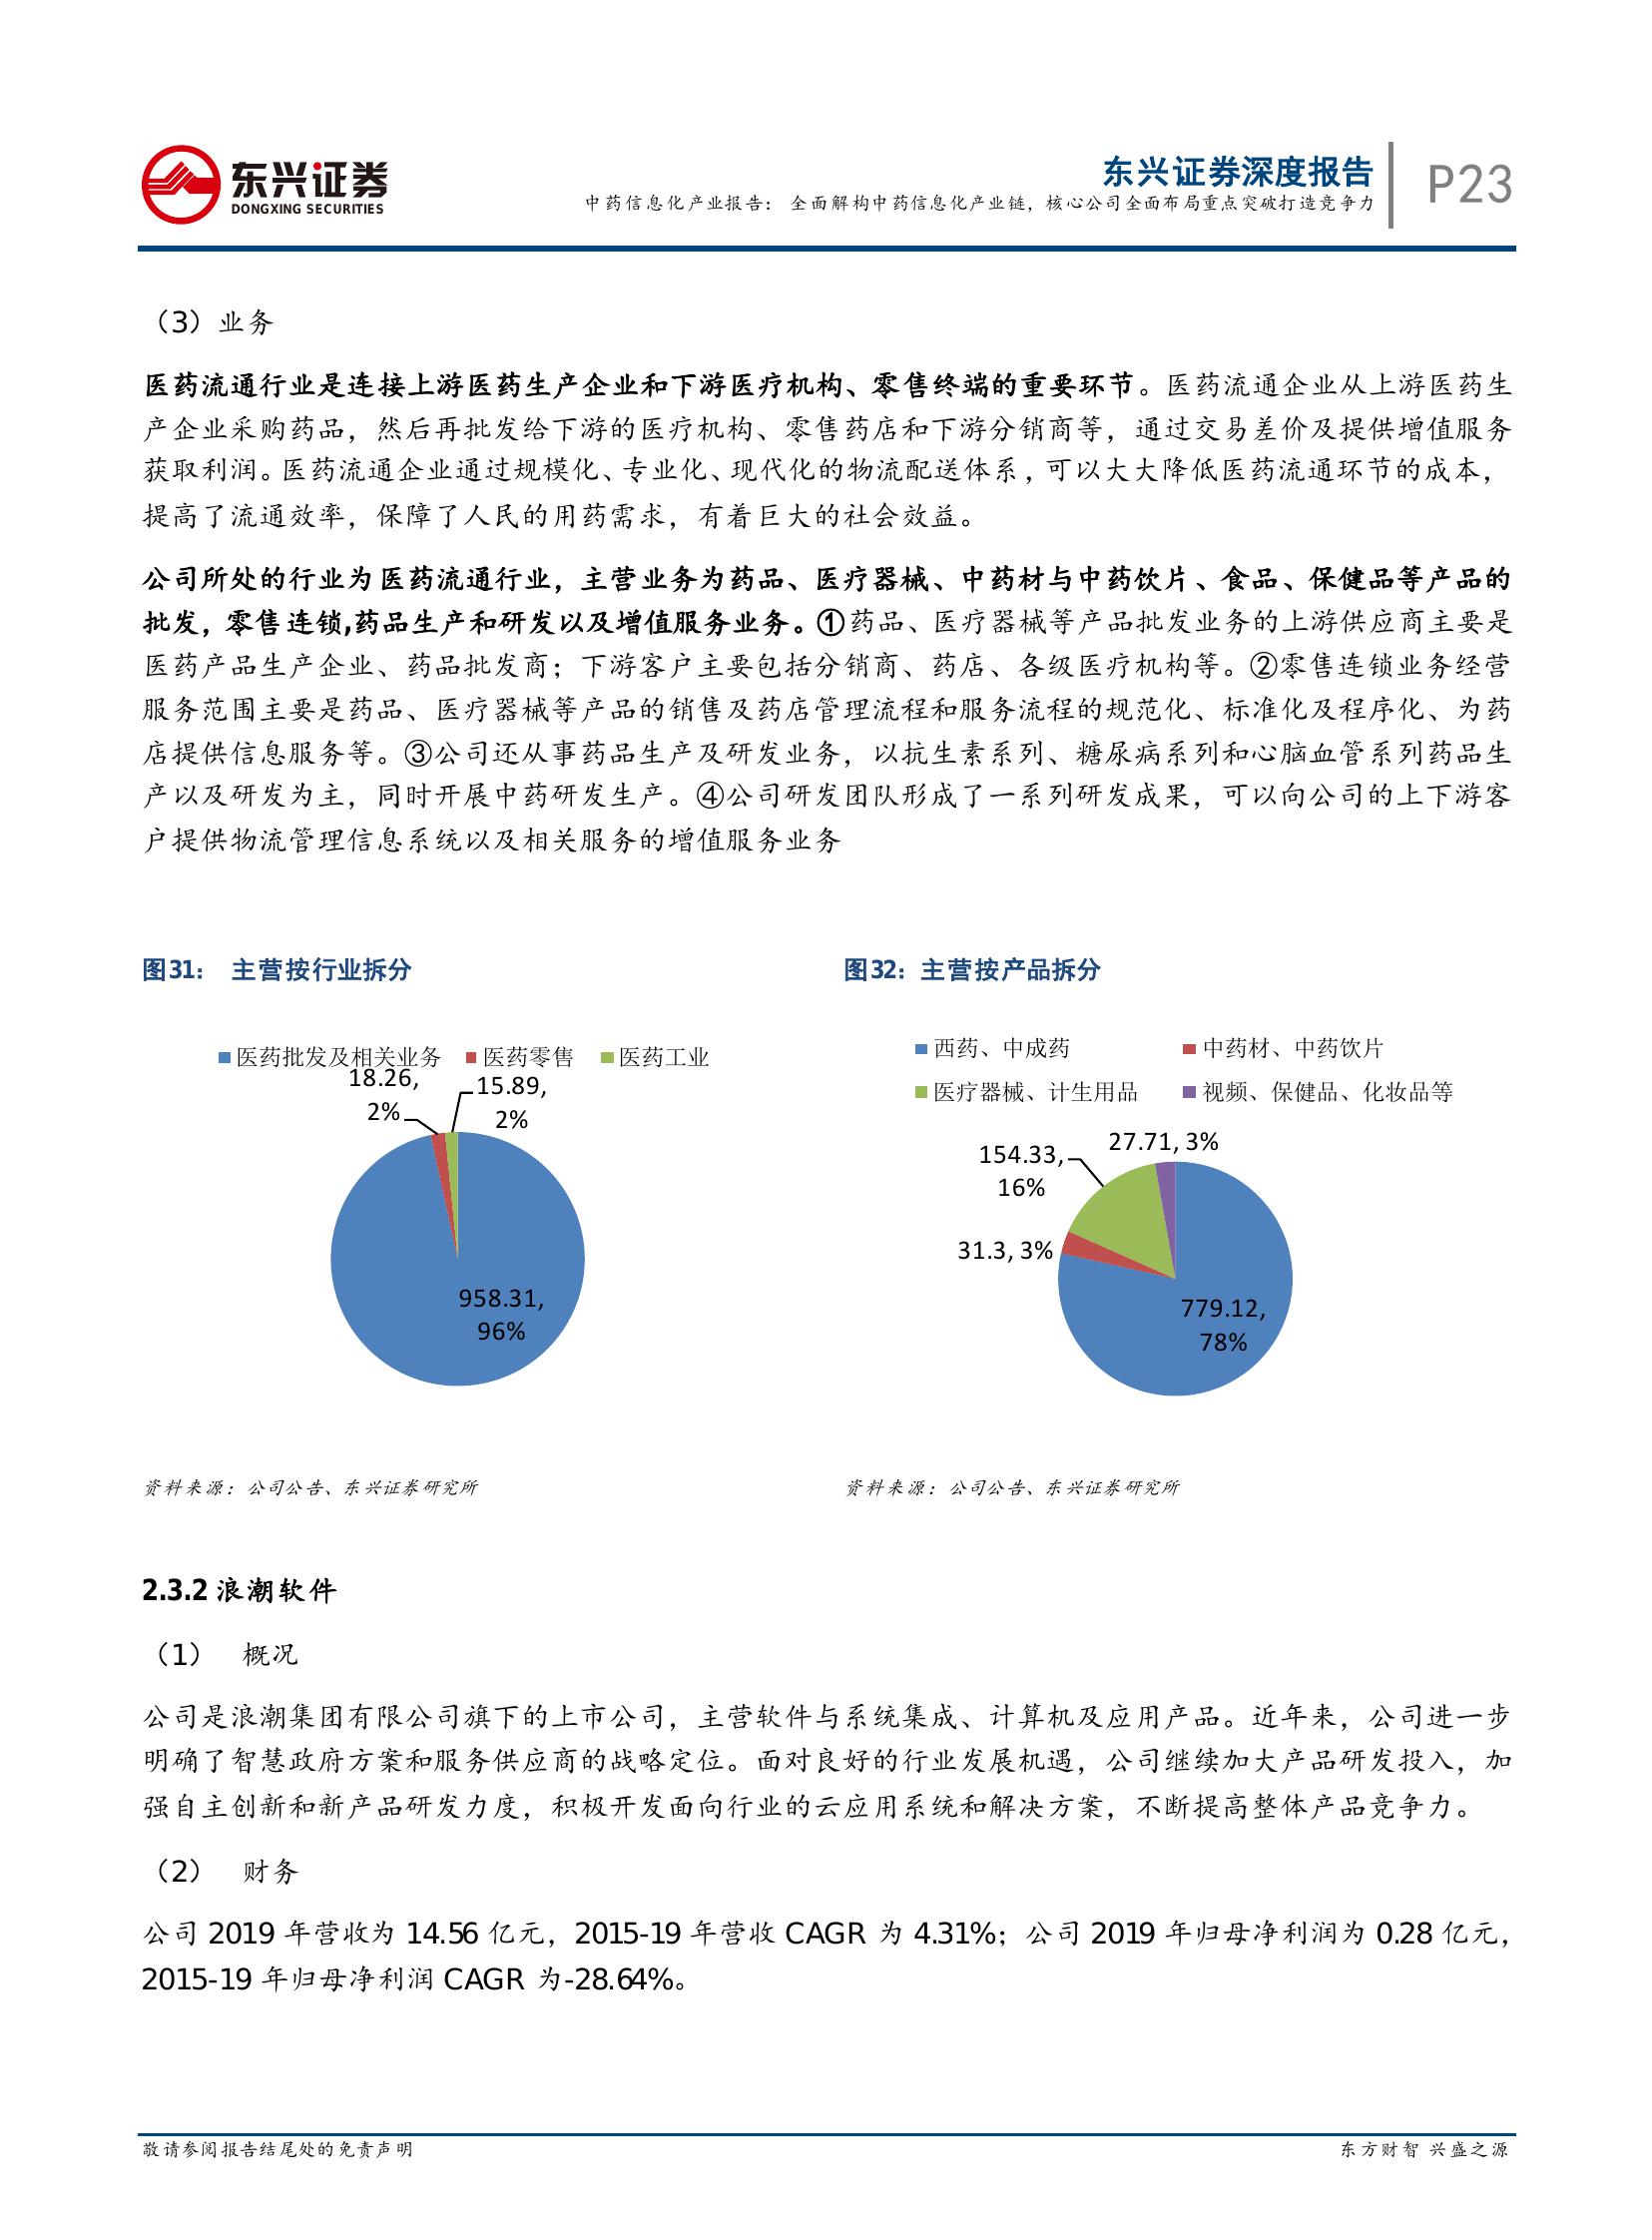 东兴证券
DONGXING SECURITIES
东兴证券深度报告
中药信息化产业报告： 全面解构中药信息化产业链，核心公司全面布局重点突破打造竞争力
P23
（3）业务
医药流通行业是连接上游医药生产企业和下游医疗机构、零售终端的重要环节。医药流通企业从上游医药生
产企业采购药品，然后再批发给下游的医疗机构、零售药店和下游分销商等，通过交易差价及提供增值服务
获取利润。医药流通企业通过规模化、专业化、现代化的物流配送体系，可以大大降低医药流通环节的成本，
提高了流通效率，保障了人民的用药需求，有着巨大的社会效益。
公司所处的行业为医药流通行业，主营业务为药品、医疗器械、中药材与中药饮片、食品、保健品等产品的
批发，零售连锁,药品生产和研发以及增值服务业务。①药品、医疗器械等产品批发业务的上游供应商主要是
医药产品生产企业、药品批发商；下游客户主要包括分销商、药店、各级医疗机构等。②零售连锁业务经营
服务范围主要是药品、医疗器械等产品的销售及药店管理流程和服务流程的规范化、标准化及程序化、为药
店提供信息服务等。③公司还从事药品生产及研发业务，以抗生素系列、糖尿病系列和心脑血管系列药品生
产以及研发为主，同时开展中药研发生产。④公司研发团队形成了一系列研发成果，可以向公司的上下游客
户提供物流管理信息系统以及相关服务的增值服务业务
图31： 主营按行业拆分
医药批发及相关业务 医药零售 医药工业
18.26,
2%
15.89,
2%
958.31,
96%
资料来源：公司公告、东兴证券研究所
图32：主营按产品拆分
西药、中成药 中药材、中药饮片
医疗器械、计生用品 视频、保健品、化妆品等
27.71, 3%
154.33,
16%
31.3, 3%
779.12,
78%
资料来源：公司公告、东兴证券研究所
2.3.2 浪潮软件
（1） 概况
公司是浪潮集团有限公司旗下的上市公司，主营软件与系统集成、计算机及应用产品。近年来，公司进一步
明确了智慧政府方案和服务供应商的战略定位。面对良好的行业发展机遇，公司继续加大产品研发投入，加
强自主创新和新产品研发力度，积极开发面向行业的云应用系统和解决方案，不断提高整体产品竞争力。
（2） 财务
公司 2019 年营收为 14.56 亿元，2015-19 年营收 CAGR 为 4.31%；公司 2019 年归母净利润为 0.28 亿元，
2015-19 年归母净利润 CAGR 为-28.64%。
敬请参阅报告结尾处的免责声明
东方财智 兴盛之源